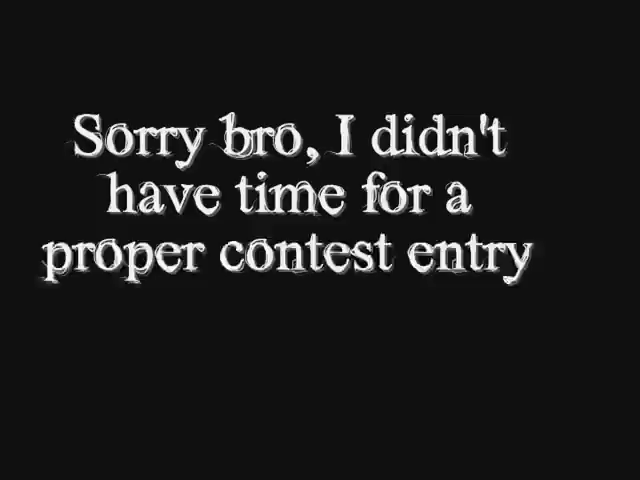 Sorry bro, I didn't
have time for a
proper contest entry